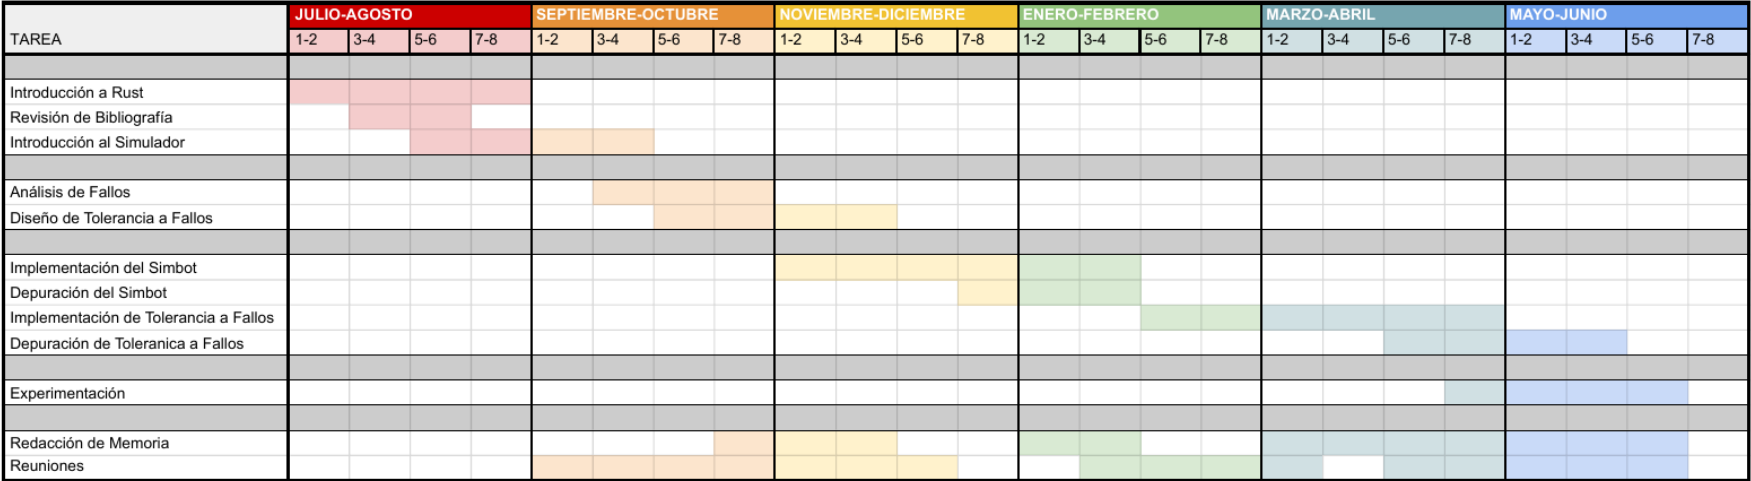 JULIO-AGOSTO SEPTIEMBRE-OCTUBRE NOVIEMBRE-DICIEMBRE ENERO-FEBRERO MARZO-ABRIL MAYO-JUNIO
TAREA 1-2 3-4 5-6 7-8 1-2 3-4 5-6 7-8 1-2 3-4 5-6 7-8 1-2 3-4 5-6 7-8 1-2 3-4 5-6 7-8 1-2 3-4 5-6 7-8
Introducción a Rust
Revisión de Bibliografía
Introducción al Simulador
Análisis de Fallos
Diseño de Tolerancia a Fallos
Implementación del Simbot
Depuración del Simbot
Implementación de Tolerancia a Fallos
Depuración de Toleranica a Fallos
Experimentación
Redacción de Memoria
Reuniones